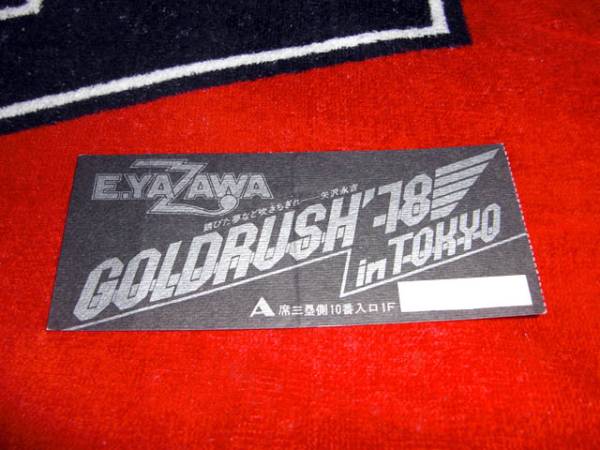 E.YAZAWA
錆びた夢など吹きちぎれ——矢沢永吉
GOLDRUSH'78
in TOKYO
A席三塁側10番入口1F